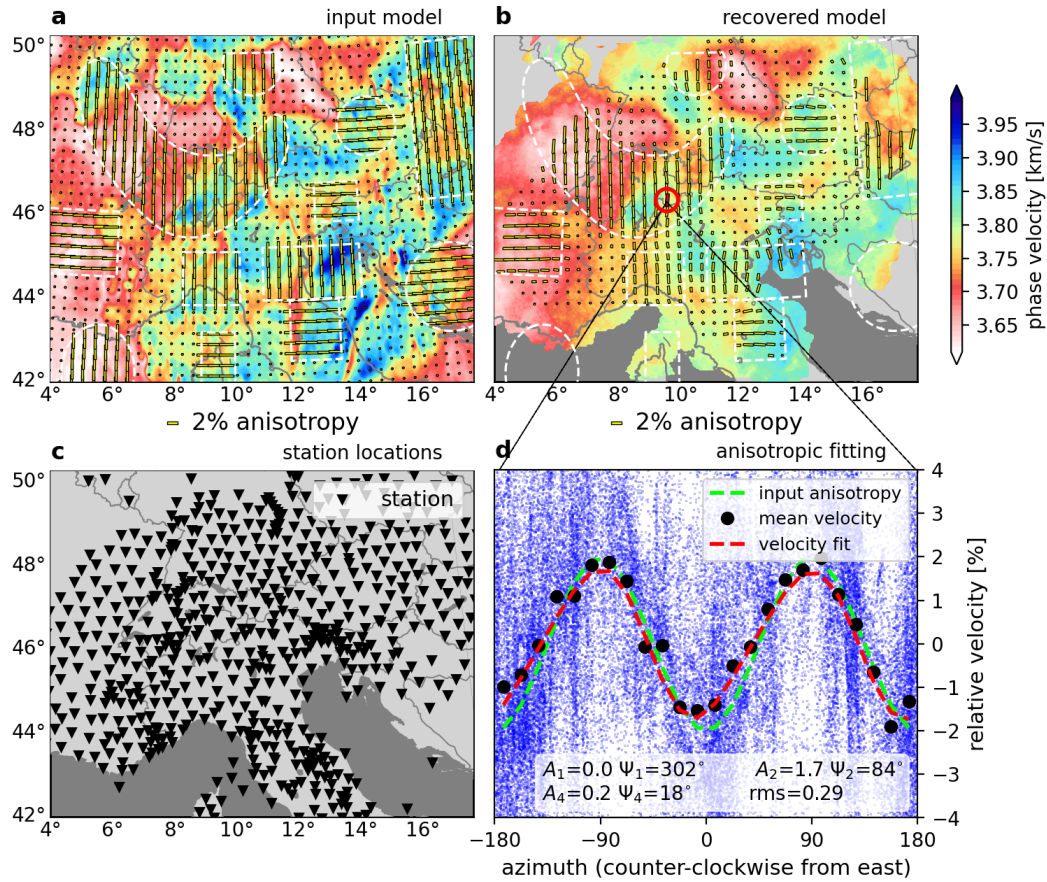 a input model
b recovered model
50°
48°
46°
44°
42°
4° 6° 8° 10° 12° 14° 16°
4° 6° 8° 10° 12° 14° 16°
2% anisotropy
2% anisotropy
3.95
3.90
3.85
3.80
3.75
3.70
3.65
phase velocity [km/s]
c station locations
station
50°
48°
46°
44°
42°
4° 6° 8° 10° 12° 14° 16°
d anisotropic fitting
input anisotropy
mean velocity
velocity fit
4
3
2
1
0
−1
−2
−3
−4
relative velocity [%]
A₁=0.0 Ψ₁=302° A₂=1.7 Ψ₂=84°
A₄=0.2 Ψ₄=18° rms=0.29
−180 −90 0 90 180
azimuth (counter-clockwise from east)